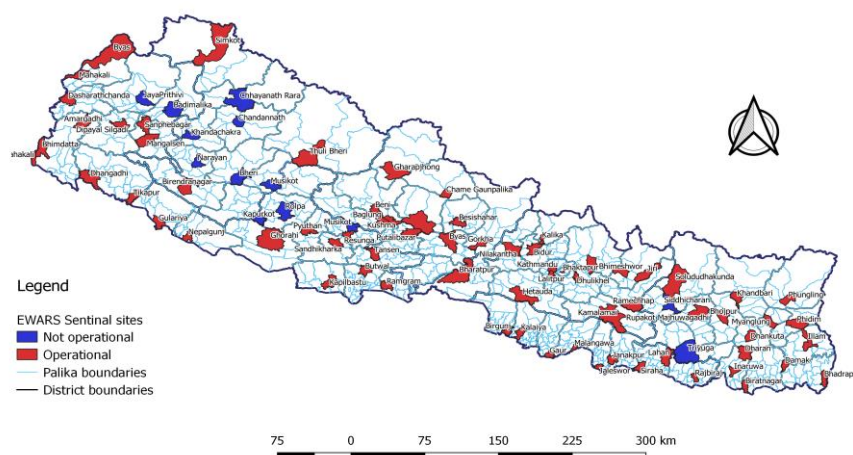 Simkot
Byas
Mahakali
Dasharathchanda
JayaPrithivi
Badimalika
Chhayanath Rara
Chandannath
Amargadhi
Dipayal Silgadi
Sanphebagar
Khandachakra
Mangalsen
Bhimdatta
Mahakali
Narayan
Thuli Bheri
Gharapjhong
Dhangadhi
Bheri
Musikot
Birendranagar
Chame Gaunpalika
Tikapur
Rolpa
Beni
Baglung
Besishahar
Gulariya
Kapurkot
Pyuthan
Musikot
Kushma
Kalika
Nepalgunj
Ghorahi
Resunga
Putalibazar
Byas
Gorkha
Sandhikharka
Tansen
Nilakantha
Bidur
Kathmandu
Bhaktapur
Bhimeshwor
Jiri
Solududhakunda
Butwal
Bharatpur
Lalitpur
Dhulikhel
Kapilbastu
Ramgram
Hetauda
Ramechhap
Siddhicharan
Khandbari
Phungling
Kamalamai
Rupakot
Majhuwagadhi
Bhojpur
Myanglung
Phidim
Birgunj
Kalaiya
Malangawa
Dhankuta
Illam
Gaur
Janakpur
Lahan
Triyuga
Dharan
Damak
Jaleswor
Siraha
Rajbiraj
Inaruwa
Biratnagar
Bhadrap
Legend
EWARS Sentinal sites
Not operational
Operational
Palika boundaries
District boundaries
75 0 75 150 225 300 km